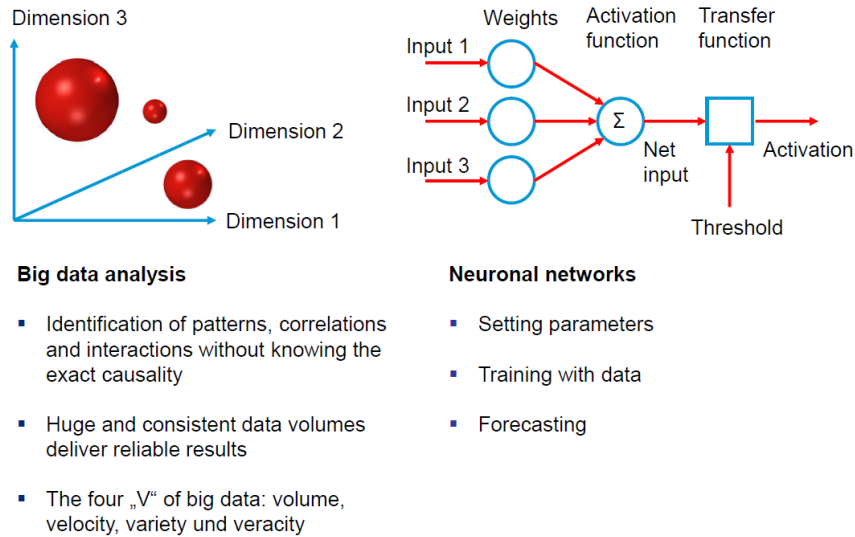 Dimension 3
Dimension 2
Dimension 1
Weights
Activation
function
Transfer
function
Input 1
Input 2
Input 3
Σ
Net
input
Activation
Threshold
Big data analysis
▪ Identification of patterns, correlations
and interactions without knowing the
exact causality
▪ Huge and consistent data volumes
deliver reliable results
▪ The four „V“ of big data: volume,
velocity, variety und veracity
Neuronal networks
▪ Setting parameters
▪ Training with data
▪ Forecasting